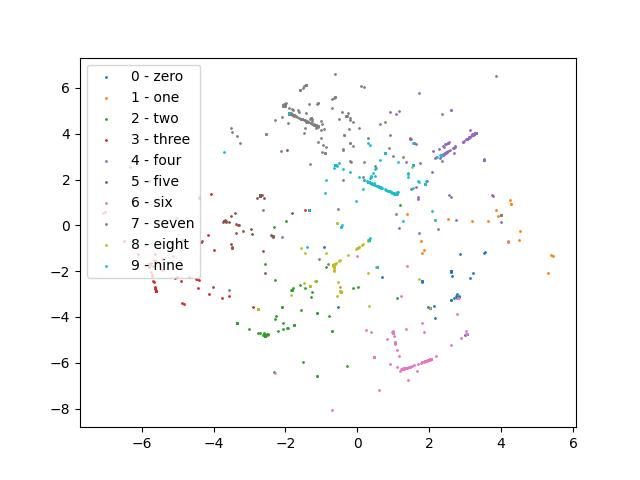 0 - zero
1 - one
2 - two
3 - three
4 - four
5 - five
6 - six
7 - seven
8 - eight
9 - nine
6
4
2
0
−2
−4
−6
−8
−6
−4
−2
0
2
4
6